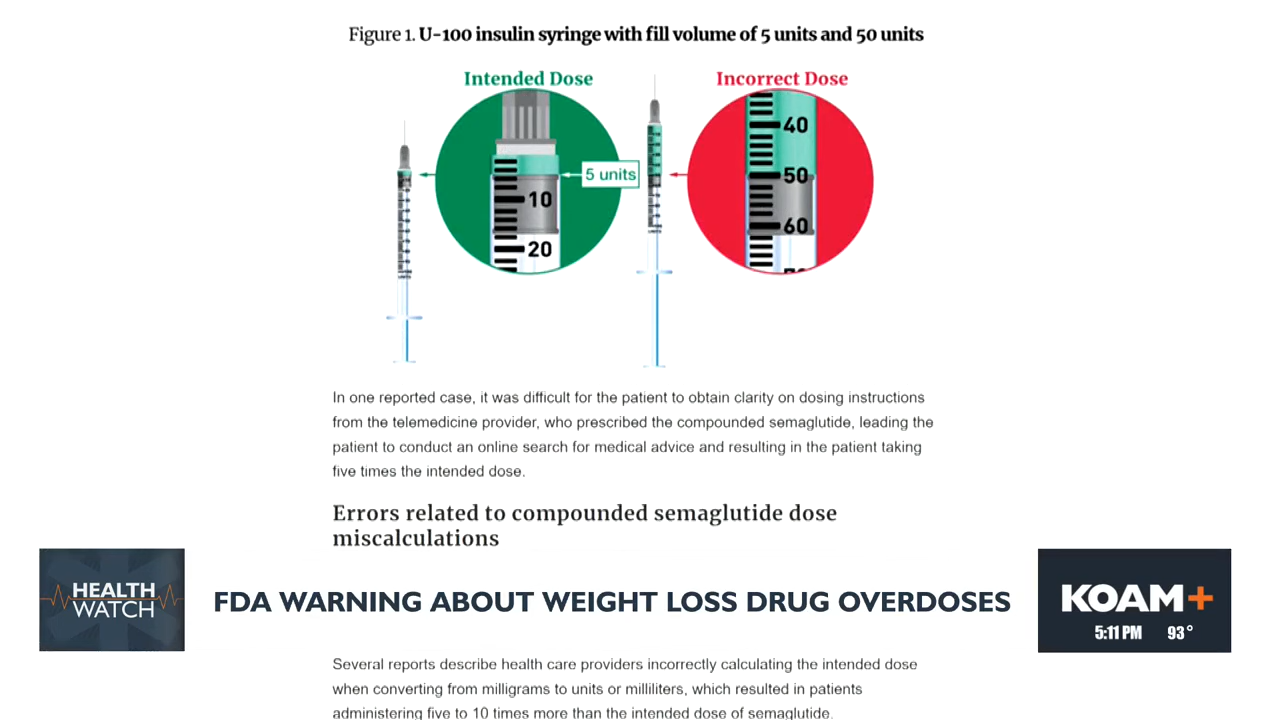 Figure 1. U-100 insulin syringe with fill volume of 5 units and 50 units
Intended Dose
Incorrect Dose
5 units
10
20
40
50
60
In one reported case, it was difficult for the patient to obtain clarity on dosing instructions
from the telemedicine provider, who prescribed the compounded semaglutide, leading the
patient to conduct an online search for medical advice and resulting in the patient taking
five times the intended dose.
Errors related to compounded semaglutide dose
miscalculations
HEALTH
WATCH
FDA WARNING ABOUT WEIGHT LOSS DRUG OVERDOSES
KOAM+
5:11 PM 93°
Several reports describe health care providers incorrectly calculating the intended dose
when converting from milligrams to units or milliliters, which resulted in patients
administering five to 10 times more than the intended dose of semaglutide.